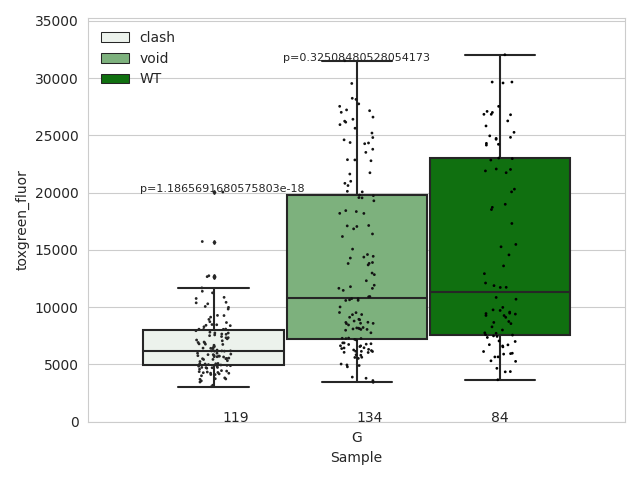 35000
30000
25000
20000
15000
10000
5000
0
toxgreen_fluor
clash
void
WT
p=0.32508480528054173
p=1.1865691680575803e-18
119
134
84
G
Sample